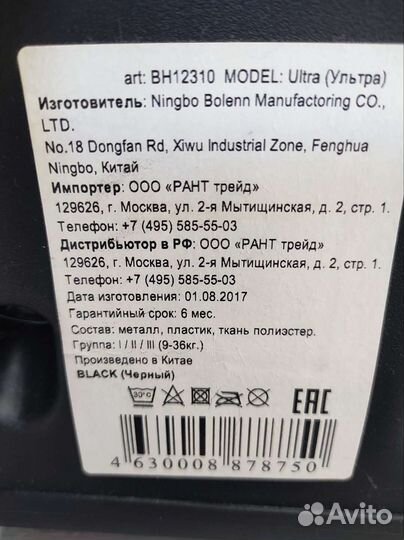 art: BH12310 MODEL: Ultra (Ультра)
Изготовитель: Ningbo Bolenn Manufactoring CO.,
LTD.
No.18 Dongfan Rd, Xiwu Industrial Zone, Fenghua
Ningbo, Китай
Импортер: ООО «РАНТ трейд»
129626, г. Москва, ул. 2-я Мытищинская, д. 2, стр. 1.
Телефон: +7 (495) 585-55-03
Дистрибьютор в РФ: ООО «РАНТ трейд»
129626, г. Москва, ул. 2-я Мытищинская, д. 2, стр. 1.
Телефон: +7 (495) 585-55-03
Дата изготовления: 01.08.2017
Гарантийный срок: 6 мес.
Состав: металл, пластик, ткань полиэстер.
Группа: I / II / III (9-36кг.)
Произведено в Китае
BLACK (Черный)
30°C
EAC
4 630008 878750
Avito